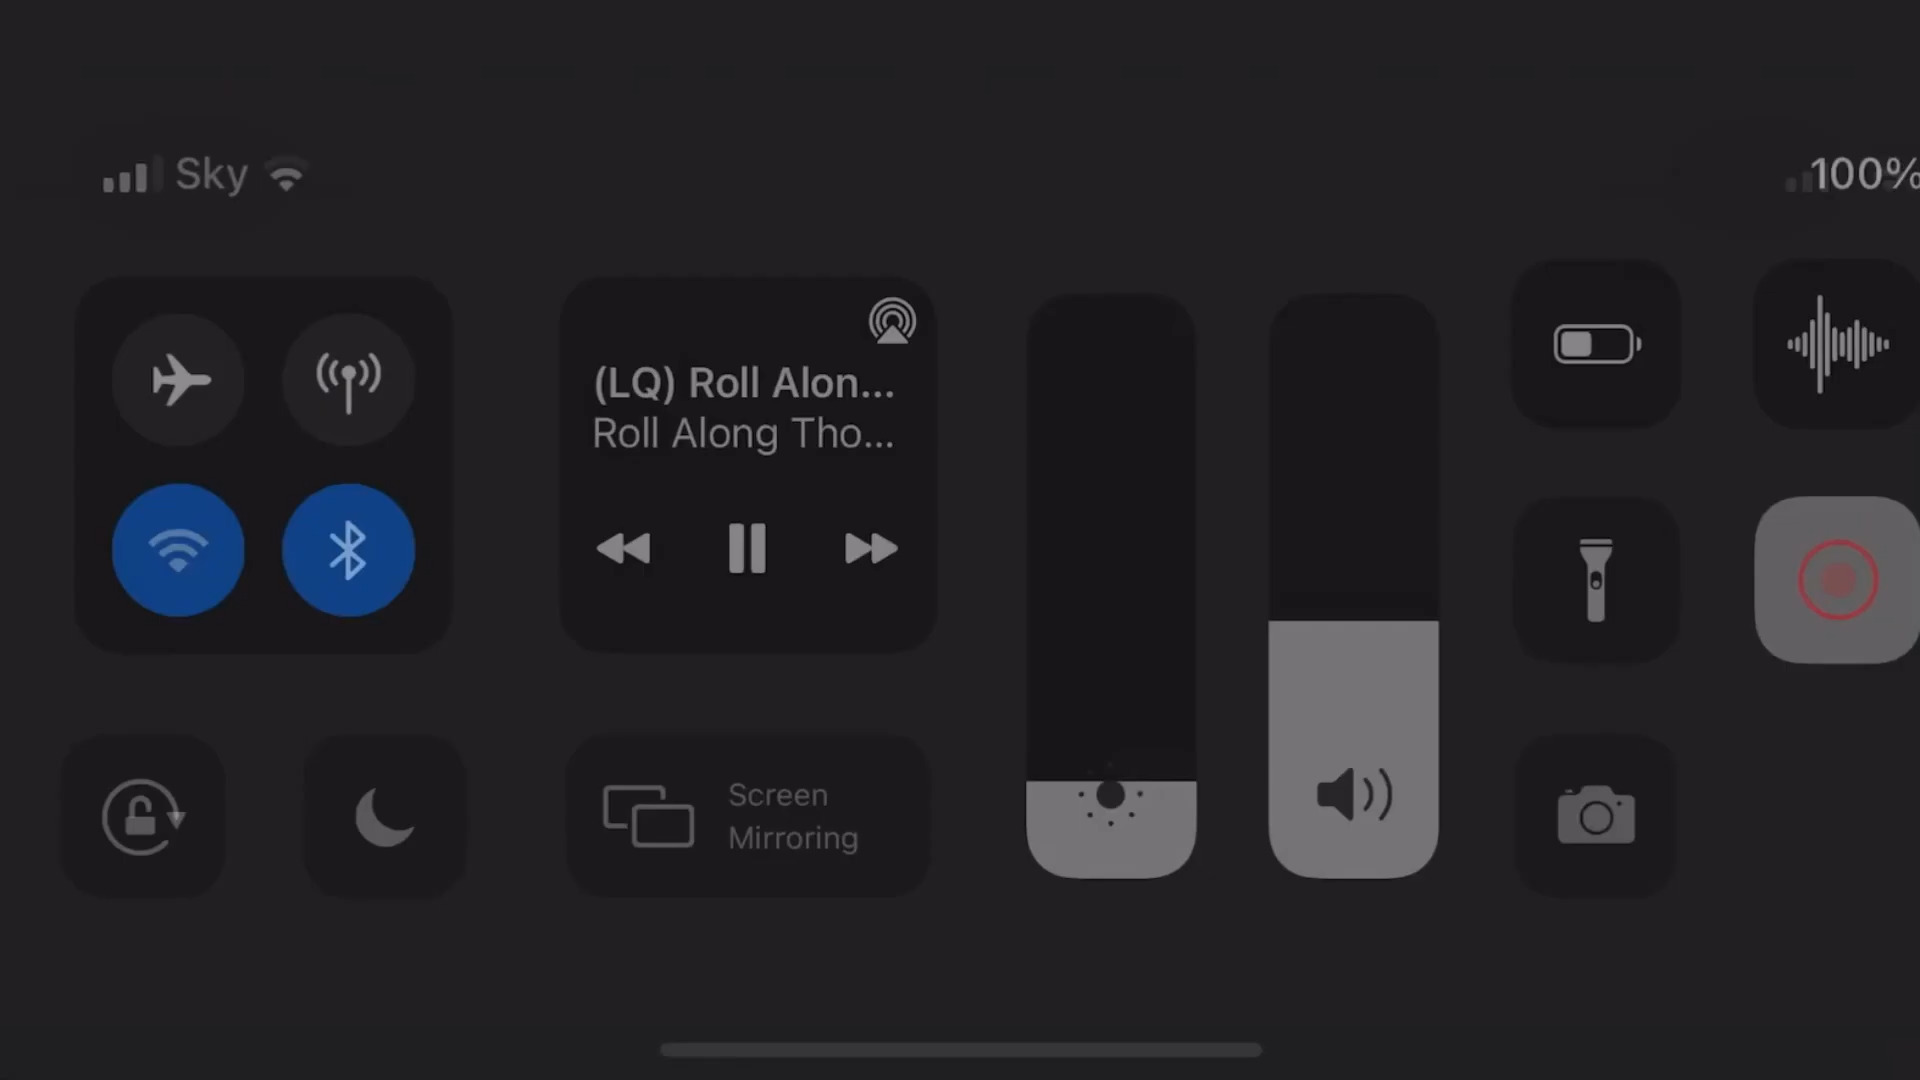 Sky
100%
(LQ) Roll Alon...
Roll Along Tho...
Screen
Mirroring